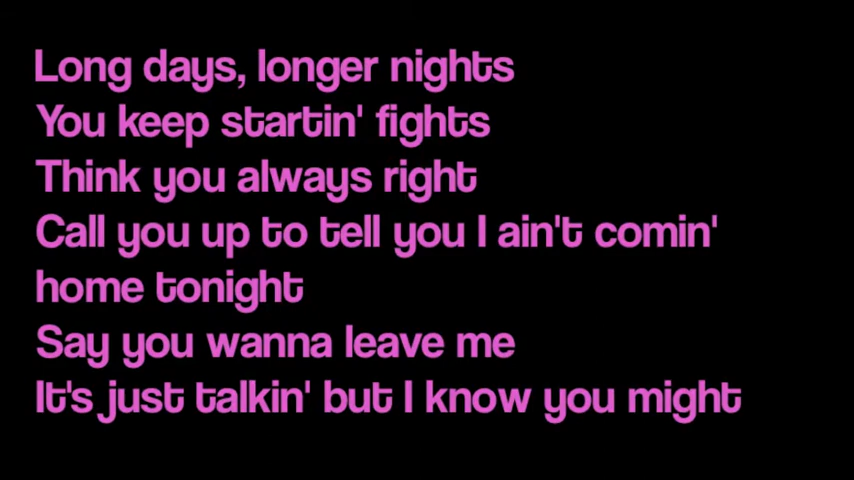 Long days, longer nights
You keep startin' fights
Think you always right
Call you up to tell you I ain't comin'
home tonight
Say you wanna leave me
It's just talkin' but I know you might